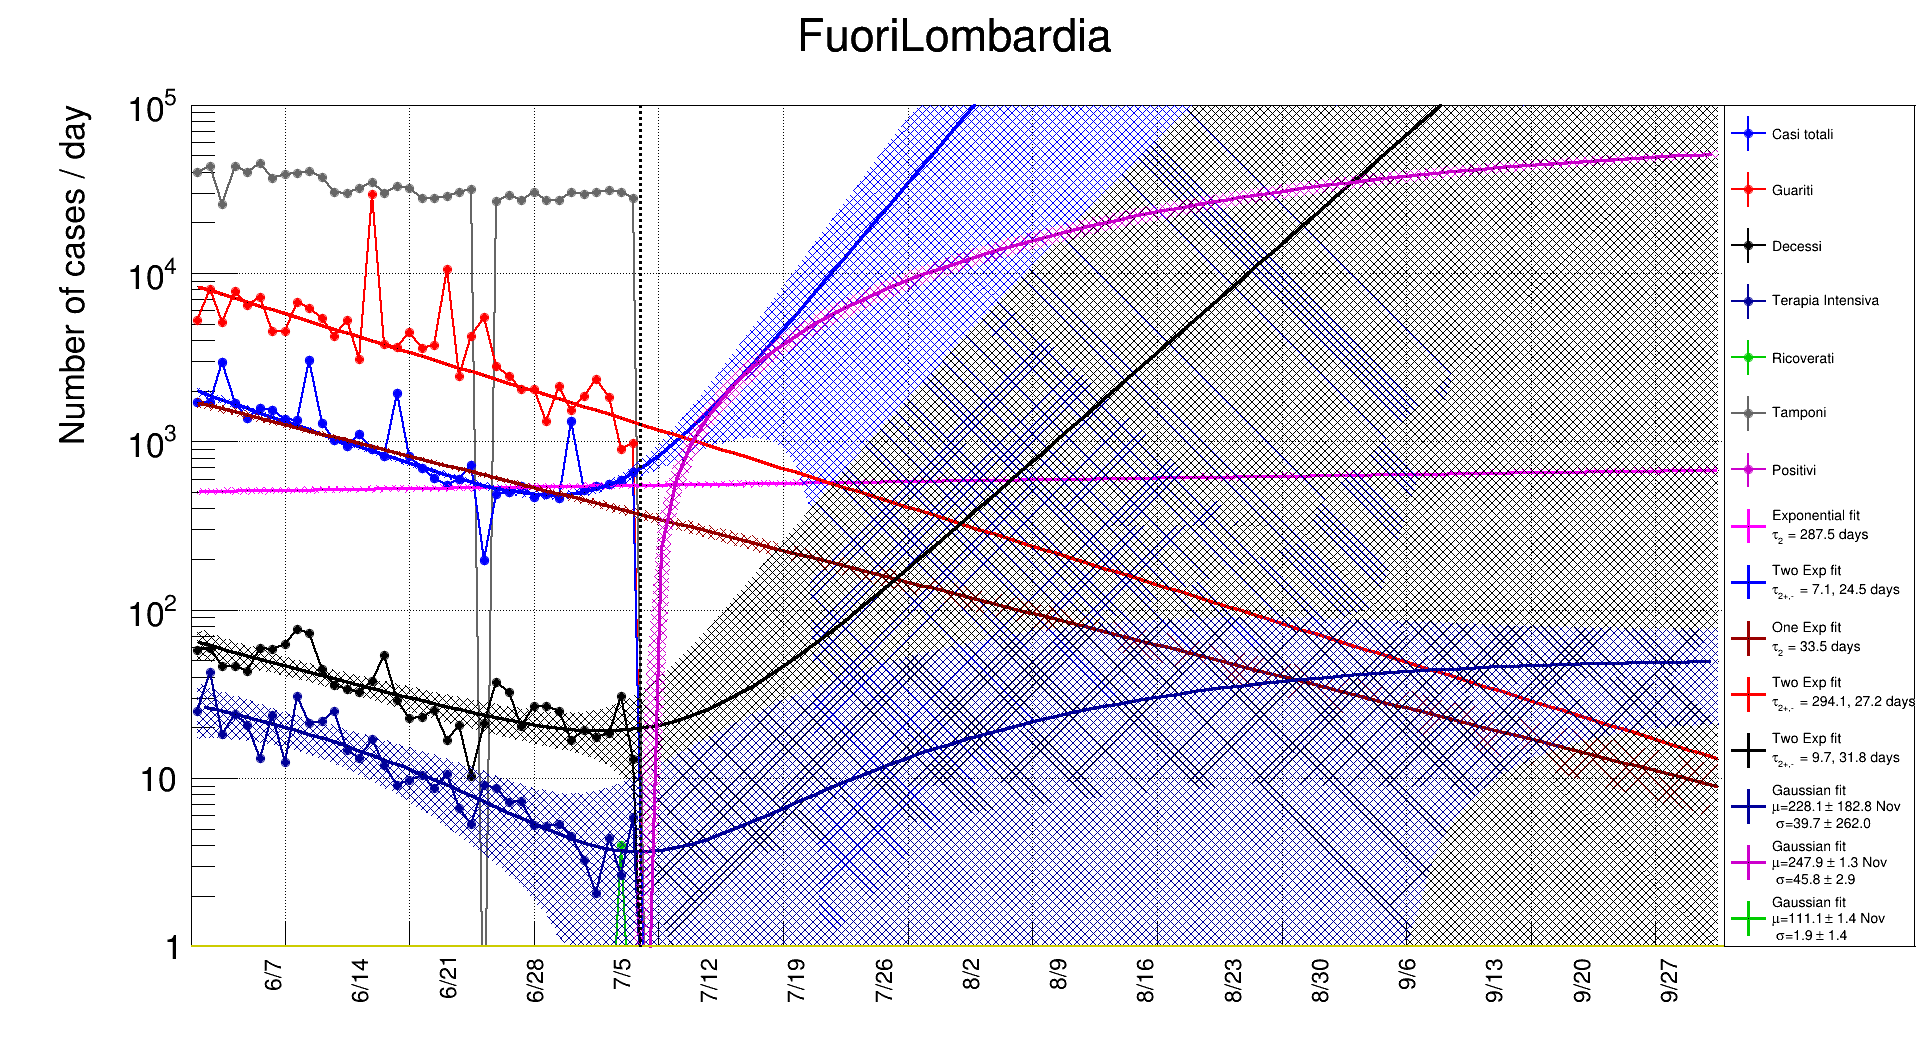 FuoriLombardia
Number of cases / day
10^5
10^4
10^3
10^2
10
1
6/7
6/14
6/21
6/28
7/5
7/12
7/19
7/26
8/2
8/9
8/16
8/23
8/30
9/6
9/13
9/20
9/27
Casi totali
Guariti
Decessi
Terapia Intensiva
Ricoverati
Tamponi
Positivi
Exponential fit
τ2 = 287.5 days
Two Exp fit
τ2+,- = 7.1, 24.5 days
One Exp fit
τ2 = 33.5 days
Two Exp fit
τ2+,- = 294.1, 27.2 days
Two Exp fit
τ2+,- = 9.7, 31.8 days
Gaussian fit
μ=228.1 ± 182.8 Nov
σ=39.7 ± 262.0
Gaussian fit
μ=247.9 ± 1.3 Nov
σ=45.8 ± 2.9
Gaussian fit
μ=111.1 ± 1.4 Nov
σ=1.9 ± 1.4